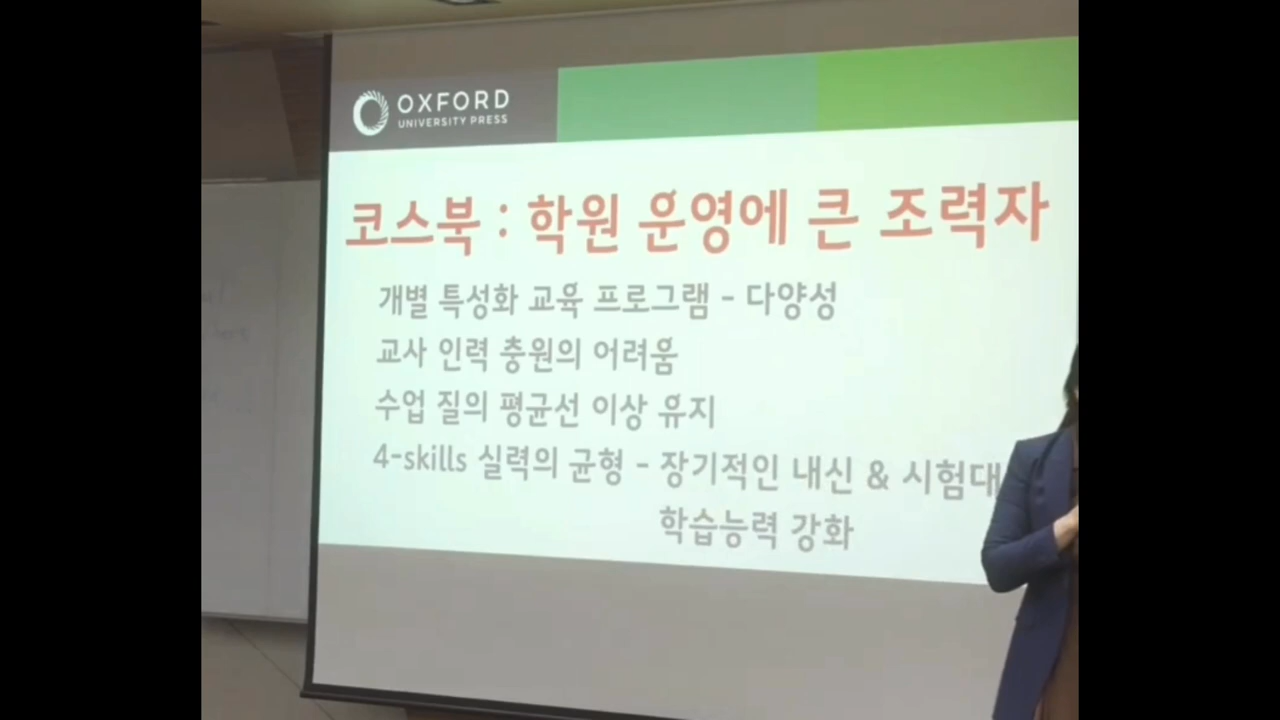 OXFORD
UNIVERSITY PRESS
코스북 : 학원 운영에 큰 조력자
개별 특성화 교육 프로그램 - 다양성
교사 인력 충원의 어려움
수업 질의 평균선 이상 유지
4-skills 실력의 균형 - 장기적인 내신 & 시험대
학습능력 강화